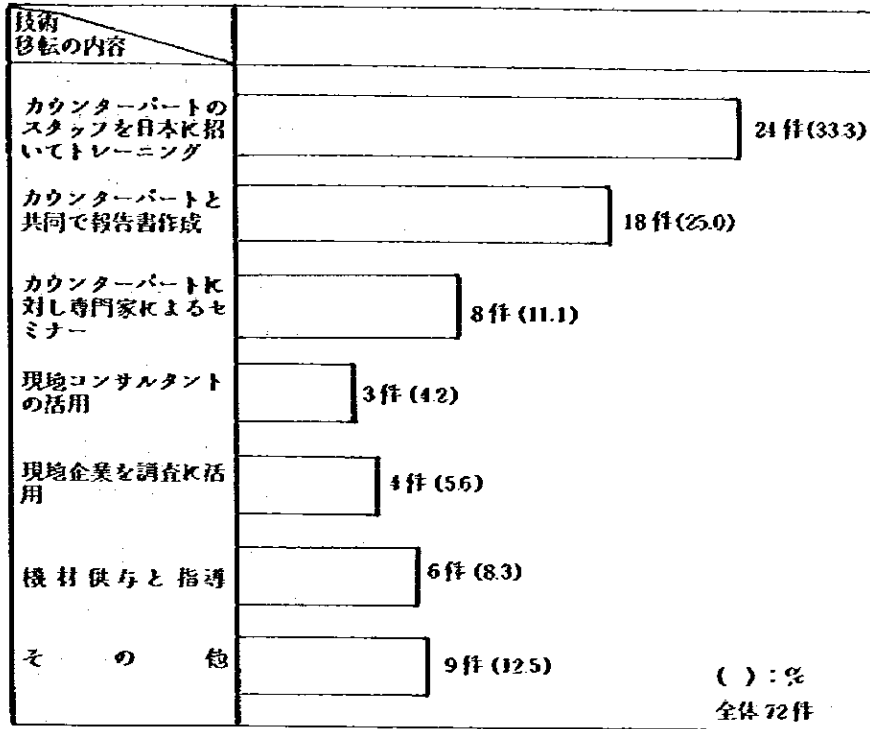 技術
移転の内容
カウンターパートの
スタッフを日本に招
いてトレーニング
24件(33.3)
カウンターパートと
共同で報告書作成
18件(25.0)
カウンターパートに
対し専門家によるセ
ミナー
8件(11.1)
現地コンサルタント
の活用
3件(4.2)
現地企業を調査に活
用
4件(5.6)
機材供与と指導
6件(8.3)
その他
9件(12.5)
( ):%
全体72件